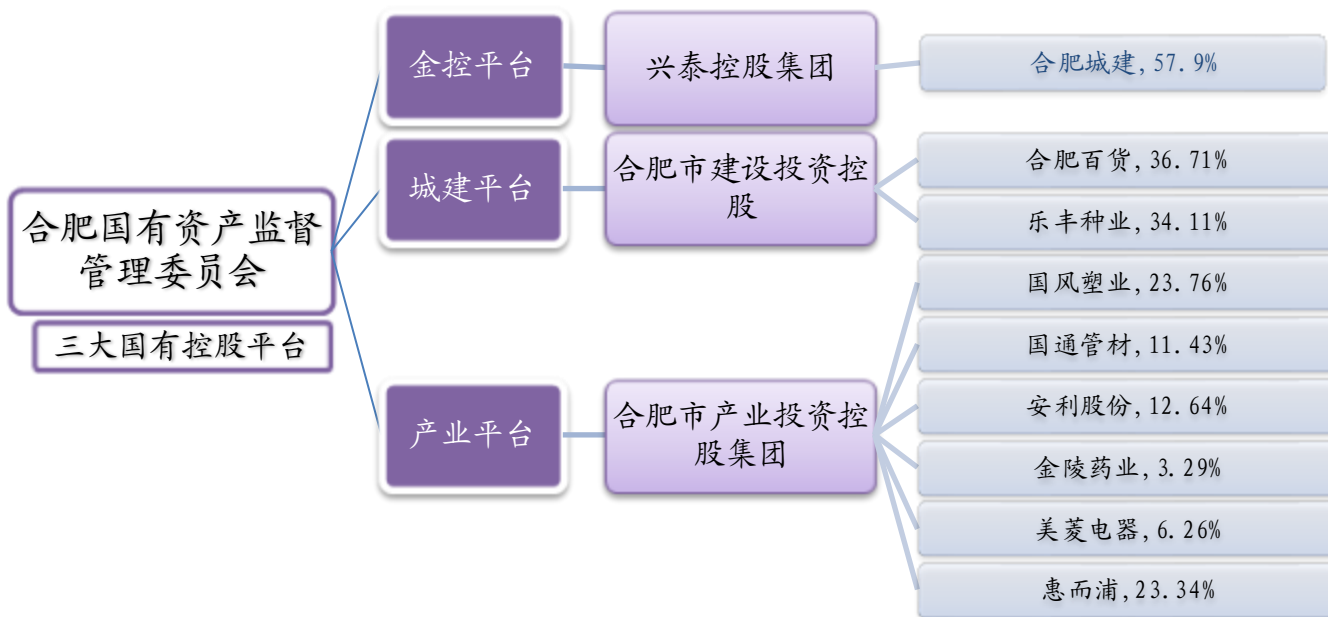 合肥国有资产监督
管理委员会
三大国有控股平台
金控平台
兴泰控股集团
合肥城建,57.9%
城建平台
合肥市建设投资控
股
合肥百货,36.71%
乐丰种业,34.11%
产业平台
合肥市产业投资控
股集团
国风塑业,23.76%
国通管材,11.43%
安利股份,12.64%
金陵药业,3.29%
美菱电器,6.26%
惠而浦,23.34%